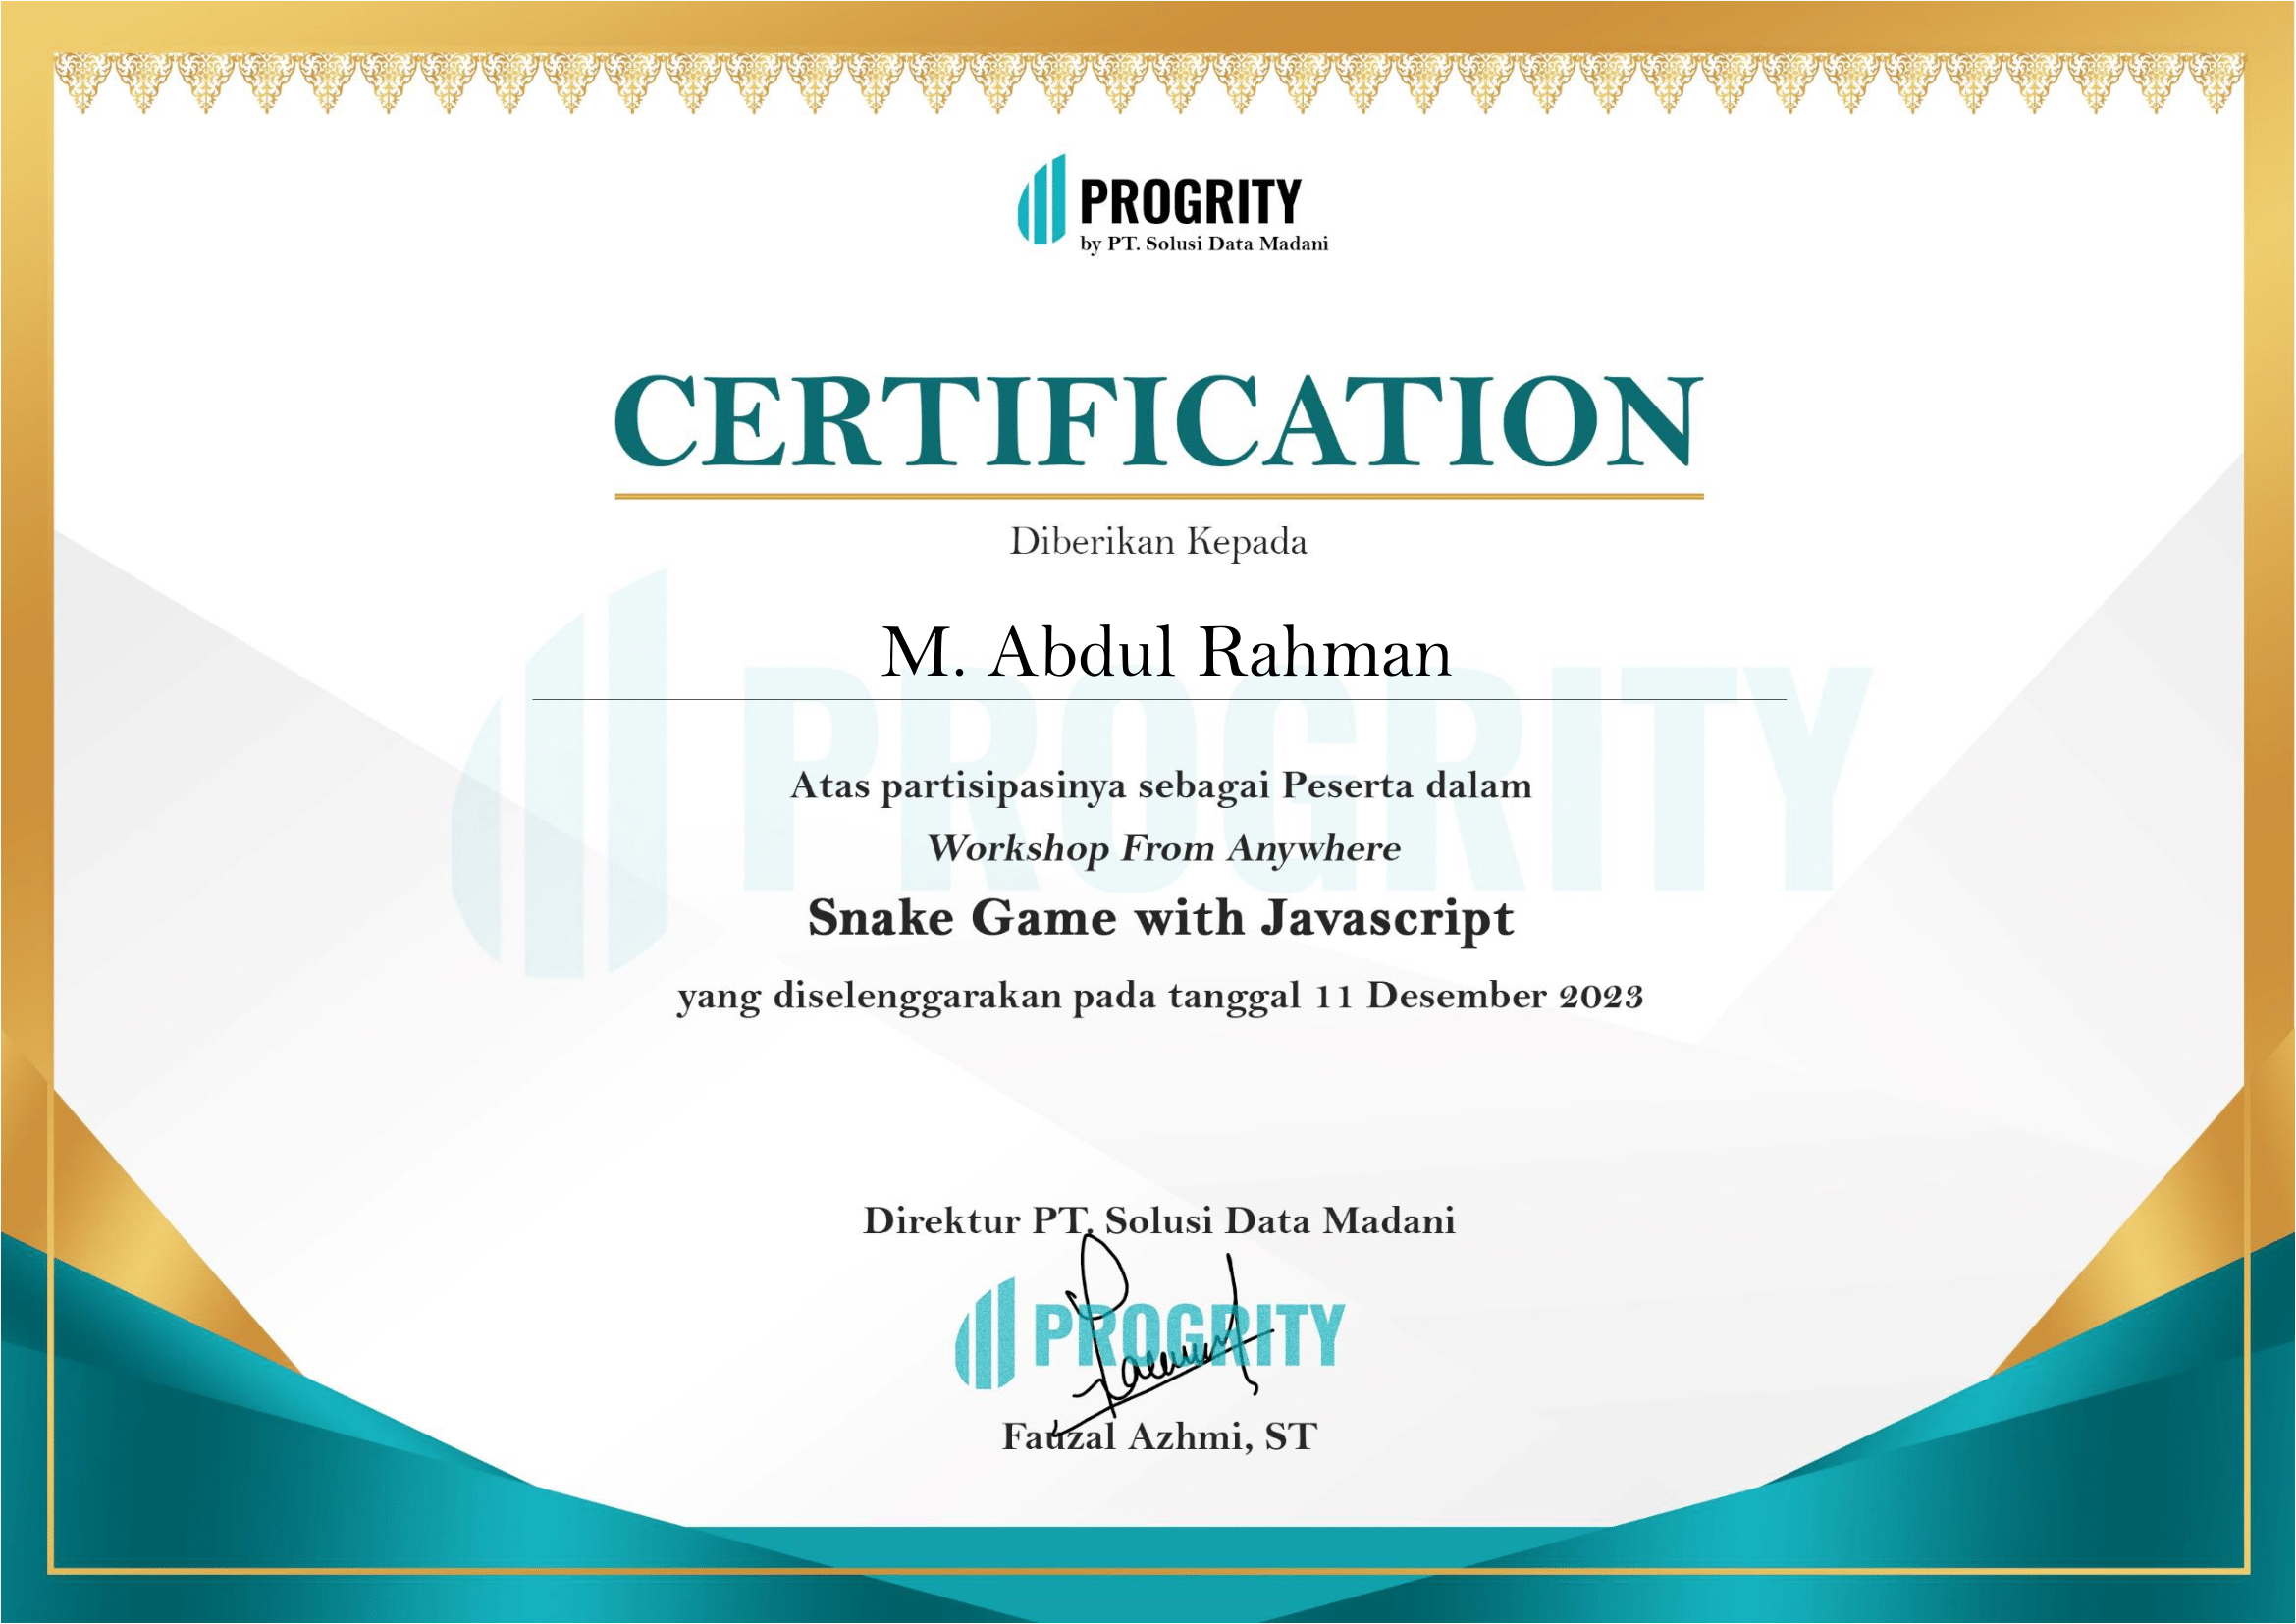 PROGRITY
by PT. Solusi Data Madani
CERTIFICATION
Diberikan Kepada
M. Abdul Rahman
PROGRITY
Atas partisipasinya sebagai Peserta dalam
Workshop From Anywhere
Snake Game with Javascript
yang diselenggarakan pada tanggal 11 Desember 2023
Direktur PT. Solusi Data Madani
PROGRITY
Fauzal Azhmi, ST